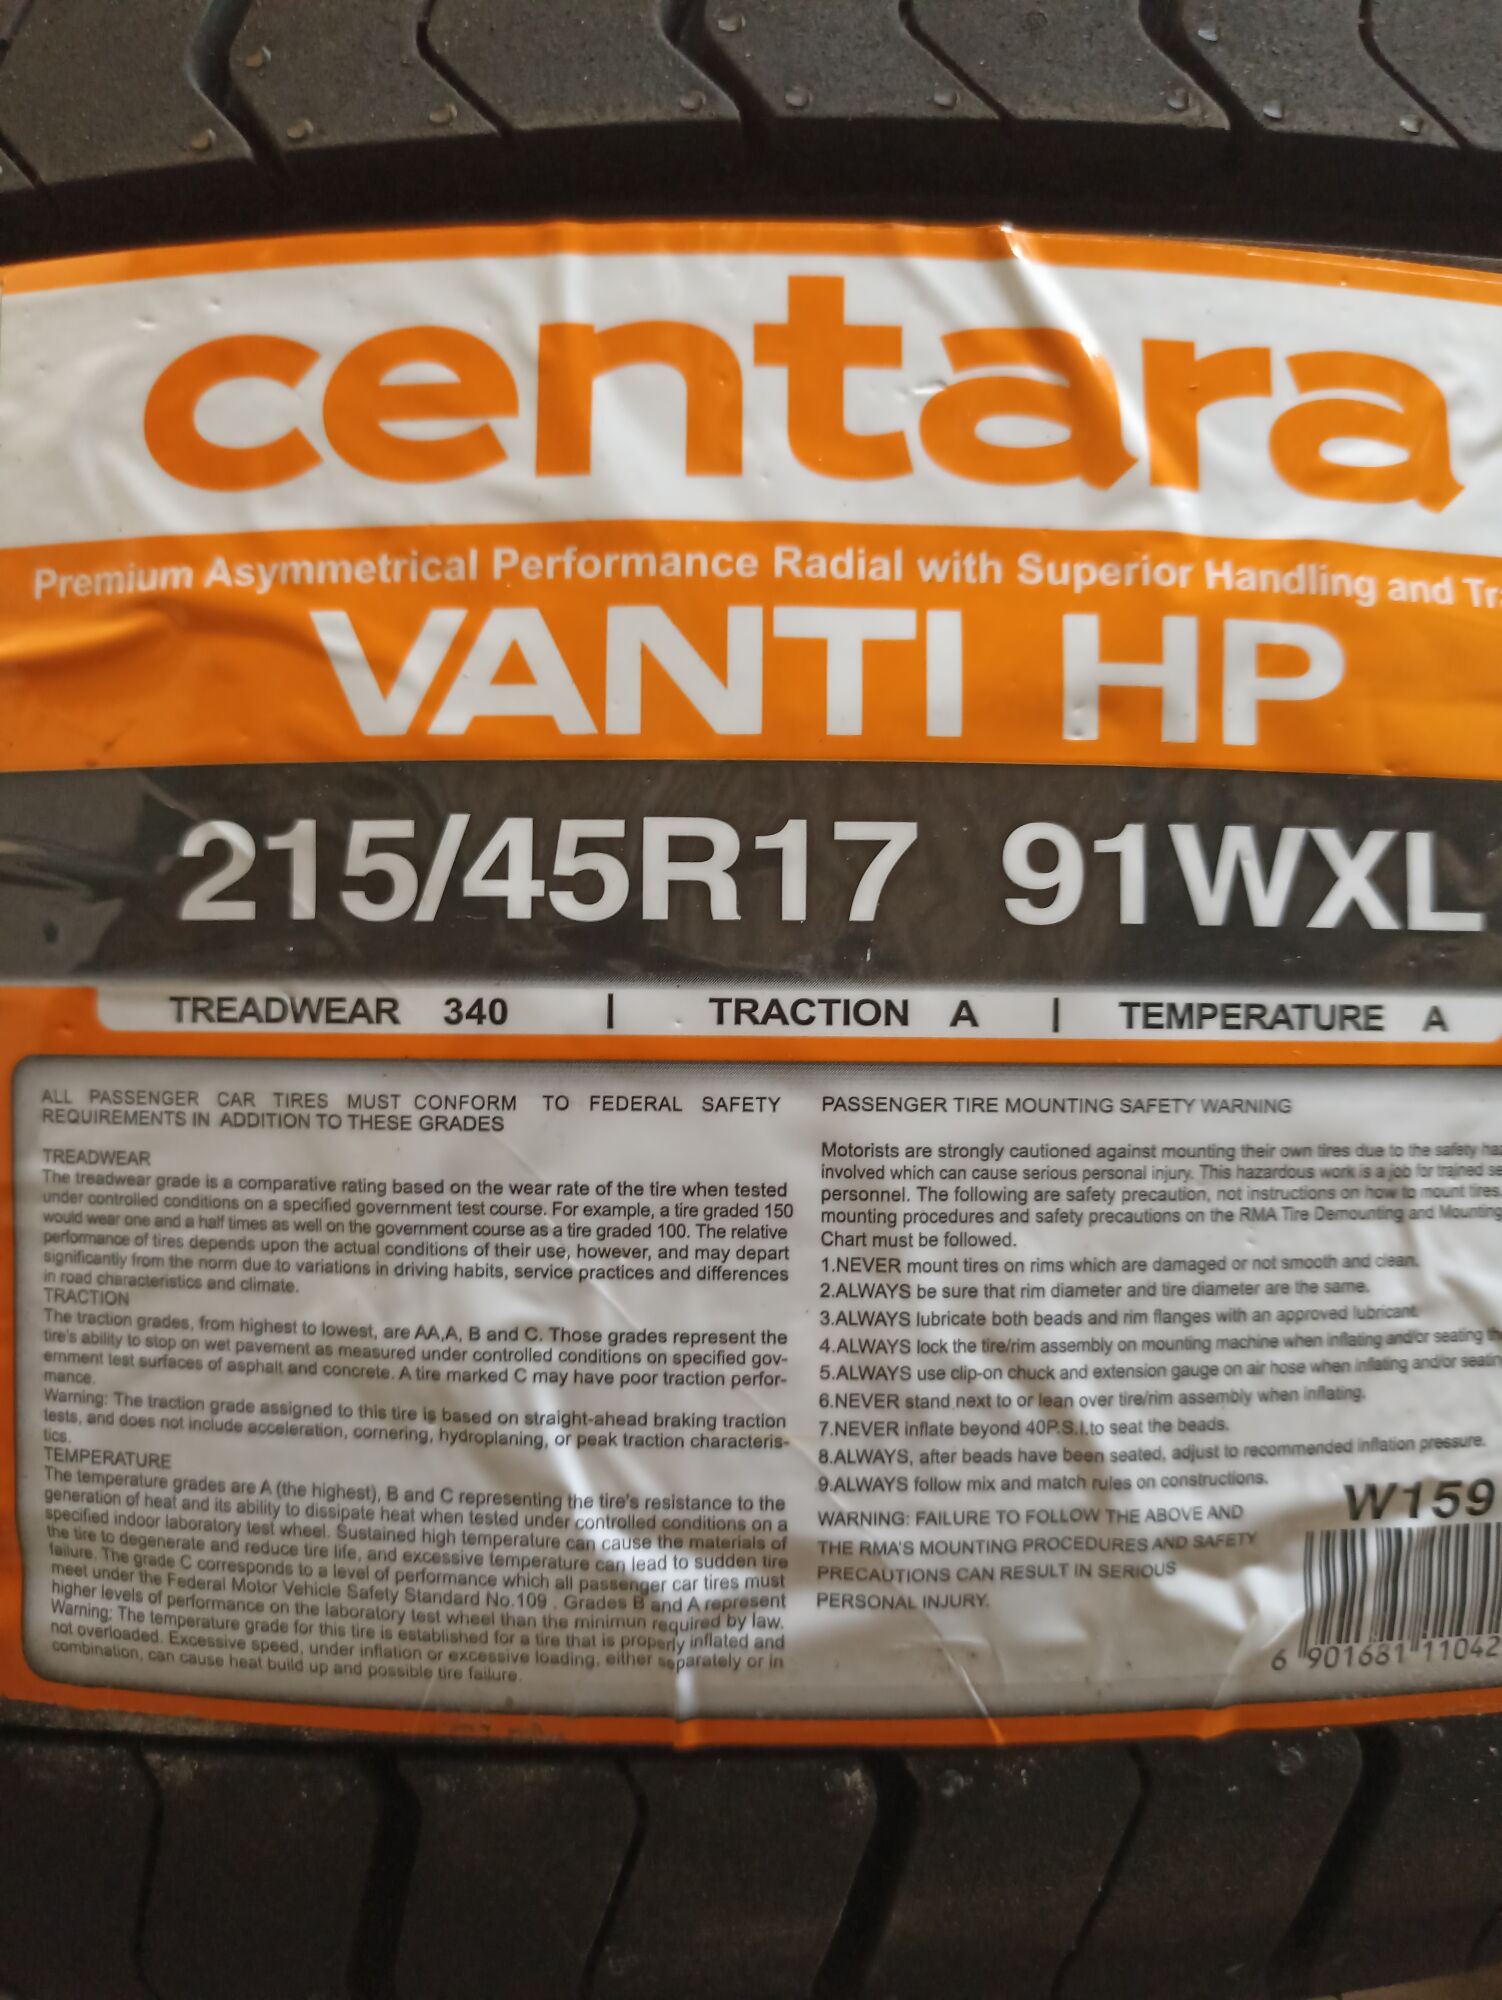 centara
Premium Asymmetrical Performance Radial with Superior Handling and
VANTI HP
215/45R17 91WXL
TREADWEAR 340 | TRACTION A | TEMPERATURE A
ALL PASSENGER CAR TIRES MUST CONFORM TO FEDERAL SAFETY
REQUIREMENTS IN ADDITION TO THESE GRADES
TREADWEAR
The treadwear grade is a comparative rating based on the wear rate of the tire when tested
under controlled conditions on a specified government test course. For example, a tire graded 150
would wear one and a half times as well on the government course as a tire graded 100. The relative
performance of tires depends upon the actual conditions of their use, however, and may depart
significantly from the norm due to variations in driving habits, service practices and differences
in road characteristics and climate.
TRACTION
The traction grades, from highest to lowest, are AA,A, B and C. Those grades represent the
tire's ability to stop on wet pavement as measured under controlled conditions on specified gov-
ernment test surfaces of asphalt and concrete. A tire marked C may have poor traction perfor-
mance.
Warning: The traction grade assigned to this tire is based on straight-ahead braking traction
tests, and does not include acceleration, cornering, hydroplaning, or peak traction characteris-
tics.
TEMPERATURE
The temperature grades are A (the highest), B and C representing the tire's resistance to the
generation of heat and its ability to dissipate heat when tested under controlled conditions on a
specified indoor laboratory test wheel. Sustained high temperature can cause the materials of
the tire to degenerate and reduce tire life, and excessive temperature can lead to sudden tire
failure. The grade C corresponds to a level of performance which all passenger car tires must
meet under the Federal Motor Vehicle Safety Standard No.109 . Grades B and A represent
higher levels of performance on the laboratory test wheel than the minimun required by law.
Warning: The temperature grade for this tire is established for a tire that is properly inflated and
not overloaded. Excessive speed, under inflation or excessive loading, either separately or in
combination, can cause heat build up and possible tire failure.
PASSENGER TIRE MOUNTING SAFETY WARNING
Motorists are strongly cautioned against mounting their own tires due to the safety
involved which can cause serious personal injury. This hazardous work is a job for trained
personnel. The following are safety precaution, not instructions on how to mount tires.
mounting procedures and safety precautions on the RMA Tire Demounting and Mounting
Chart must be followed.
1.NEVER mount tires on rims which are damaged or not smooth and clean.
2.ALWAYS be sure that rim diameter and tire diameter are the same.
3.ALWAYS lubricate both beads and rim flanges with an approved lubricant.
4.ALWAYS lock the tire/rim assembly on mounting machine when inflating and/or seating
5.ALWAYS use clip-on chuck and extension gauge on air hose when inflating and/or
6.NEVER stand next to or lean over tire/rim assembly when inflating.
7.NEVER inflate beyond 40P.S.I.to seat the beads.
8.ALWAYS, after beads have been seated, adjust to recommended inflation pressure.
9.ALWAYS follow mix and match rules on constructions.
WARNING: FAILURE TO FOLLOW THE ABOVE AND
THE RMA'S MOUNTING PROCEDURES AND SAFETY
PRECAUTIONS CAN RESULT IN SERIOUS
PERSONAL INJURY.
W159
6 901681 11042